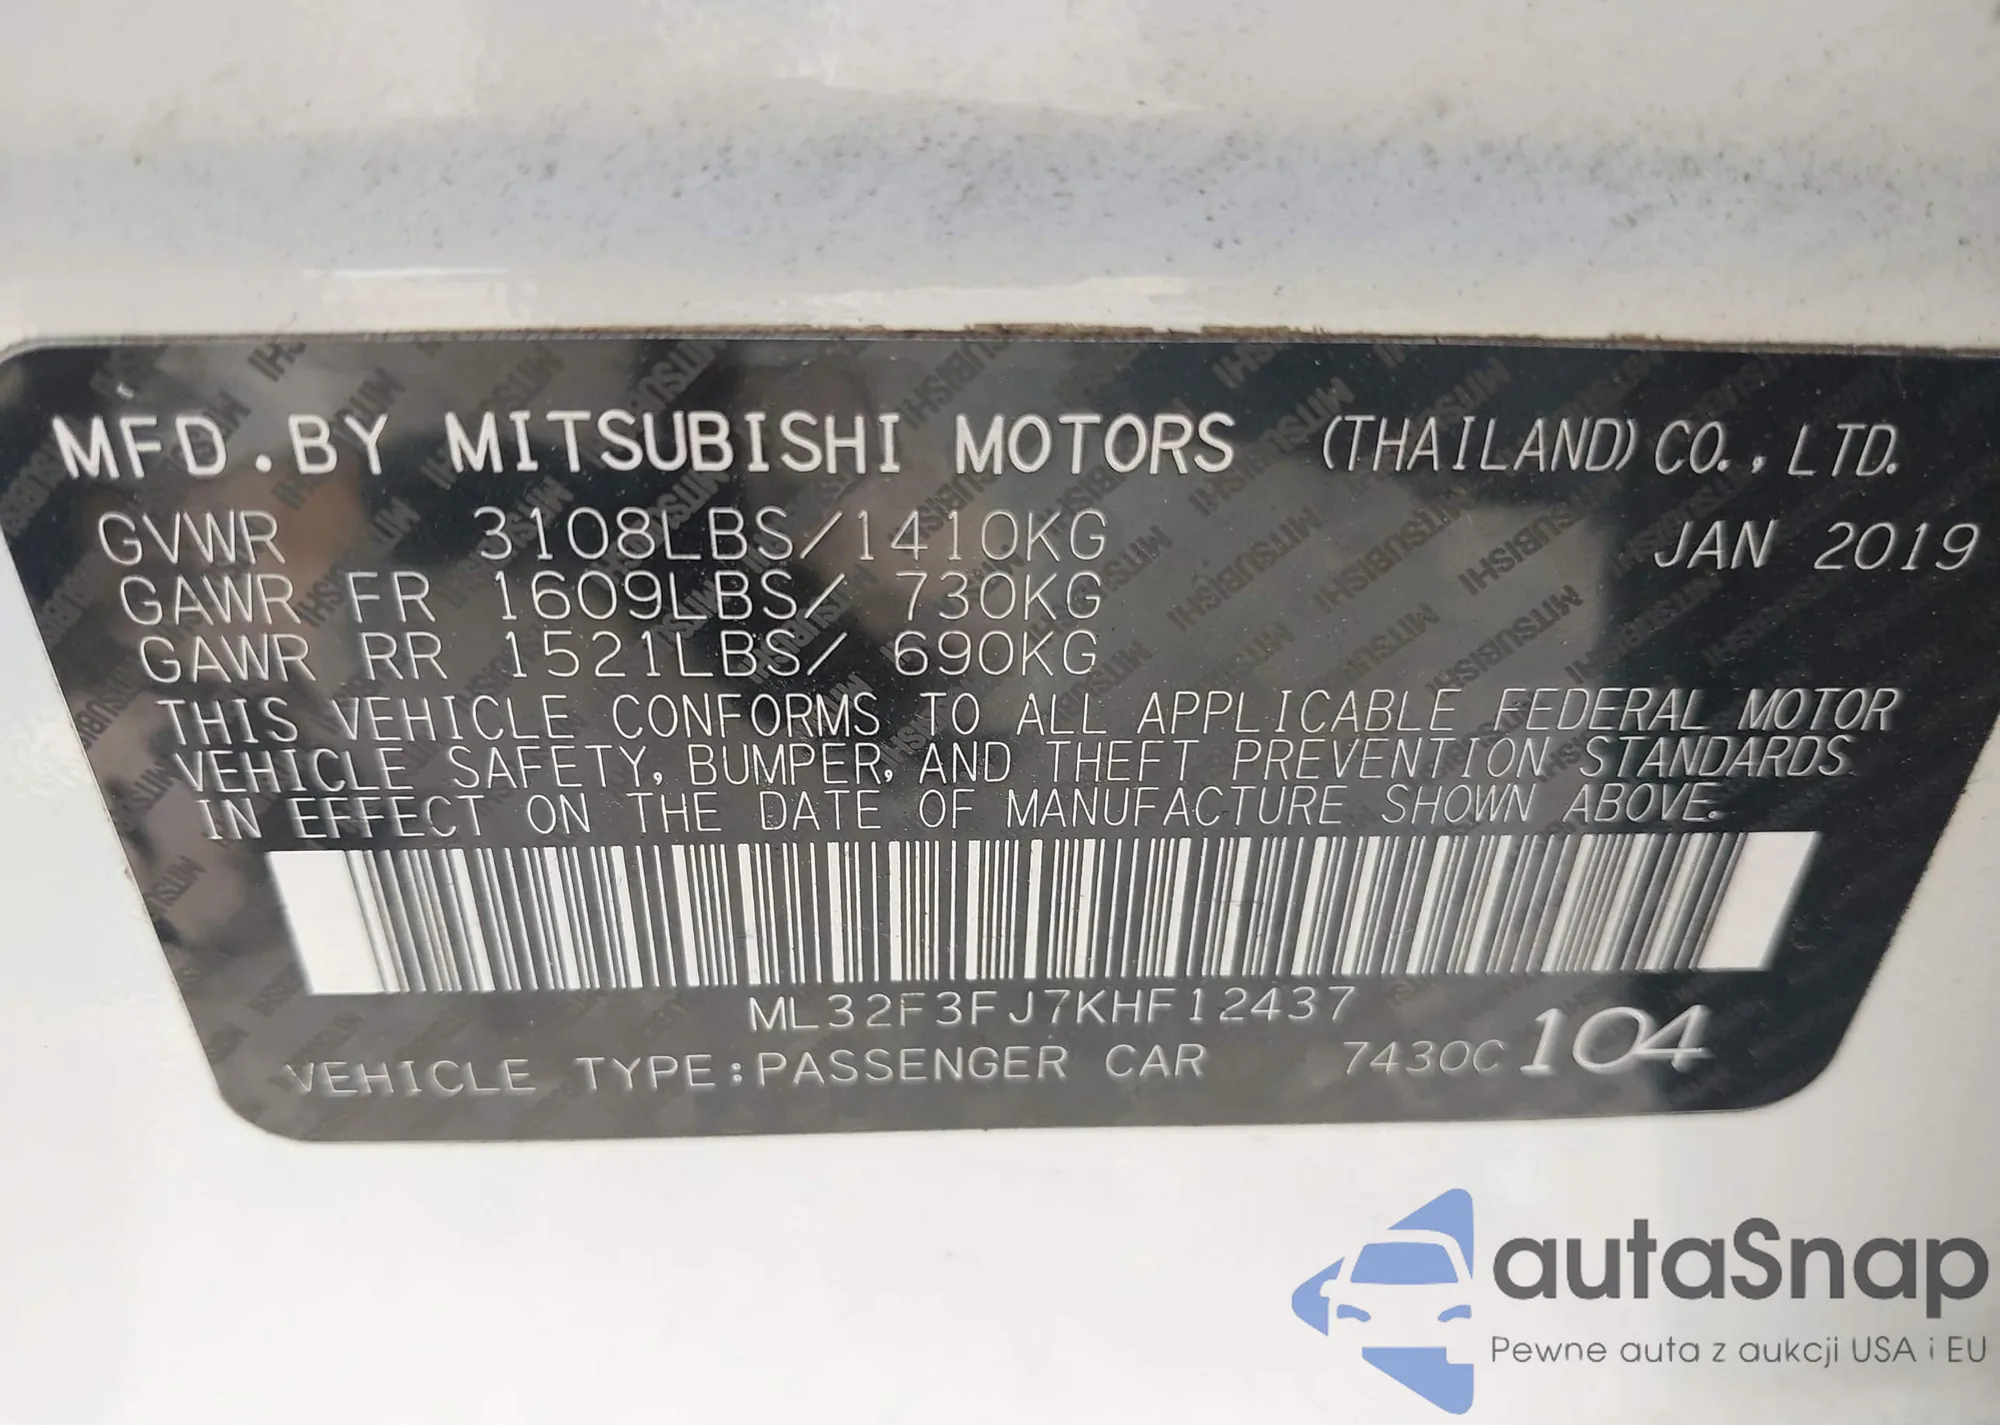 MFD.BY MITSUBISHI MOTORS (THAILAND) CO.,LTD.
GVWR 3108LBS/1410KG JAN 2019
GAWR FR 1609LBS/ 730KG
GAWR RR 1521LBS/ 690KG
THIS VEHICLE CONFORMS TO ALL APPLICABLE FEDERAL MOTOR
VEHICLE SAFETY, BUMPER, AND THEFT PREVENTION STANDARDS
IN EFFECT ON THE DATE OF MANUFACTURE SHOWN ABOVE.
ML32F3FJ7KHF12437
VEHICLE TYPE:PASSENGER CAR 7430C 104
autaSnap
Pewne auta z aukcji USA i EU